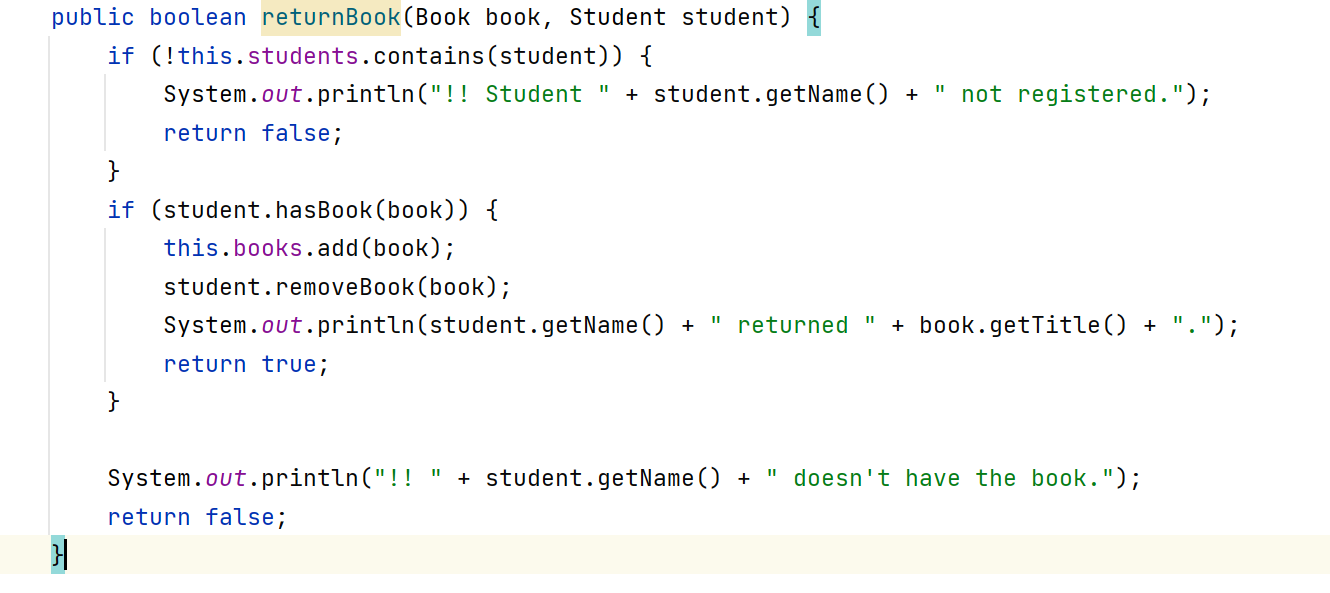 public boolean returnBook(Book book, Student student) {
if (!this.students.contains(student)) {
System.out.println("!! Student " + student.getName() + " not registered.");
return false;
}
if (student.hasBook(book)) {
this.books.add(book);
student.removeBook(book);
System.out.println(student.getName() + " returned " + book.getTitle() + ".");
return true;
}
System.out.println("!! " + student.getName() + " doesn't have the book.");
return false;
}